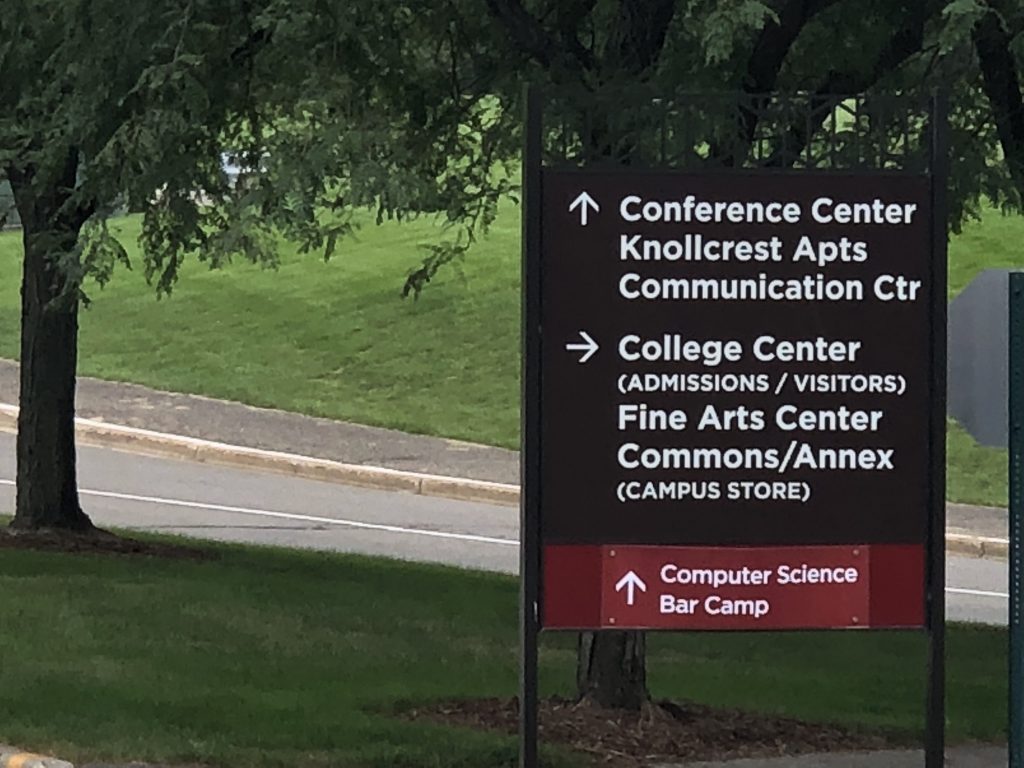 ↑ Conference Center
Knollcrest Apts
Communication Ctr
→ College Center
(ADMISSIONS / VISITORS)
Fine Arts Center
Commons/Annex
(CAMPUS STORE)
↑ Computer Science
Bar Camp